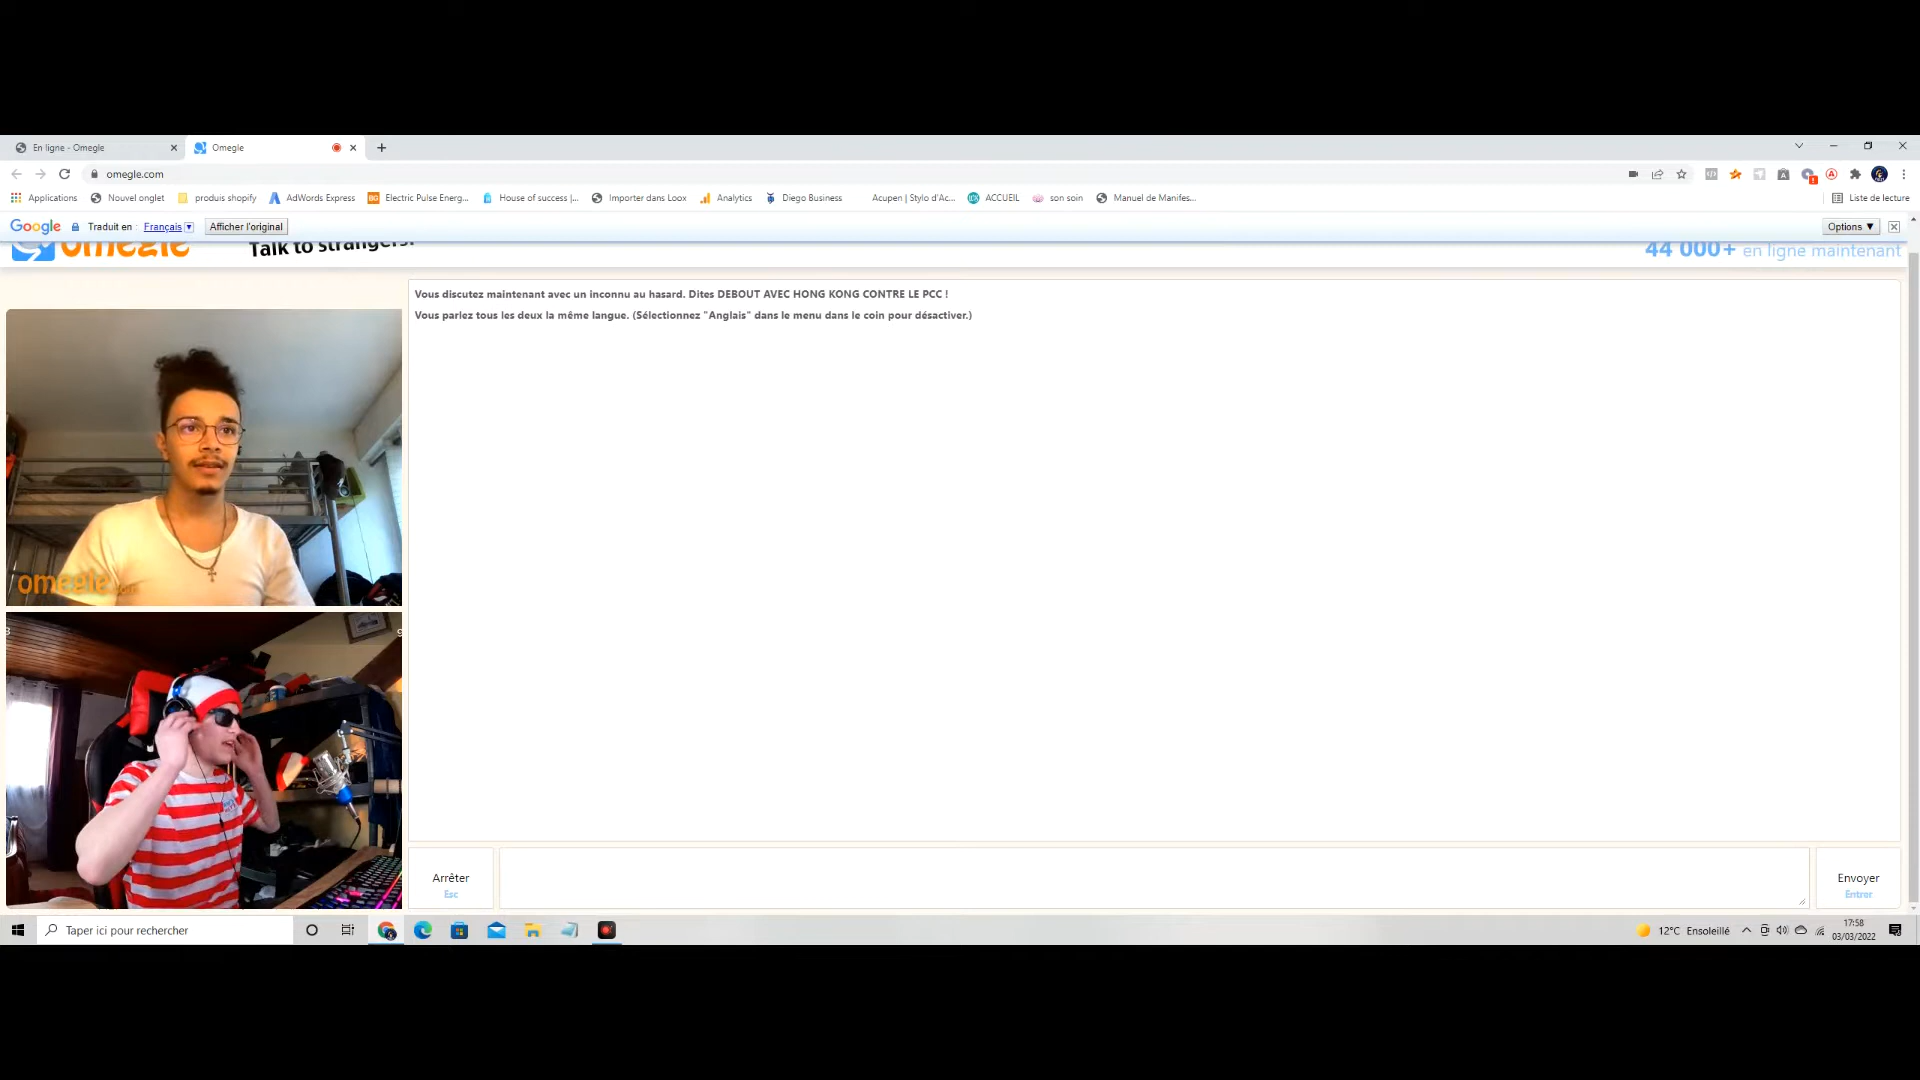 En ligne - Omegle
Omegle
omegle.com
Applications
Nouvel onglet
produis shopify
AdWords Express
Electric Pulse Energ...
House of success |...
Importer dans Loox
Analytics
Diego Business
Acupen | Stylo d'Ac...
ACCUEIL
son soin
Manuel de Manifes...
Liste de lecture
Google
Traduit en :
Français
Afficher l'original
Options
omegle
Talk to strangers!
44 000+ en ligne maintenant
Vous discutez maintenant avec un inconnu au hasard. Dites DEBOUT AVEC HONG KONG CONTRE LE PCC !
Vous parlez tous les deux la même langue. (Sélectionnez "Anglais" dans le menu dans le coin pour désactiver.)
omegle.com
Arrêter
Esc
Envoyer
Entrer
Taper ici pour rechercher
12°C Ensoleillé
17:58
03/03/2022